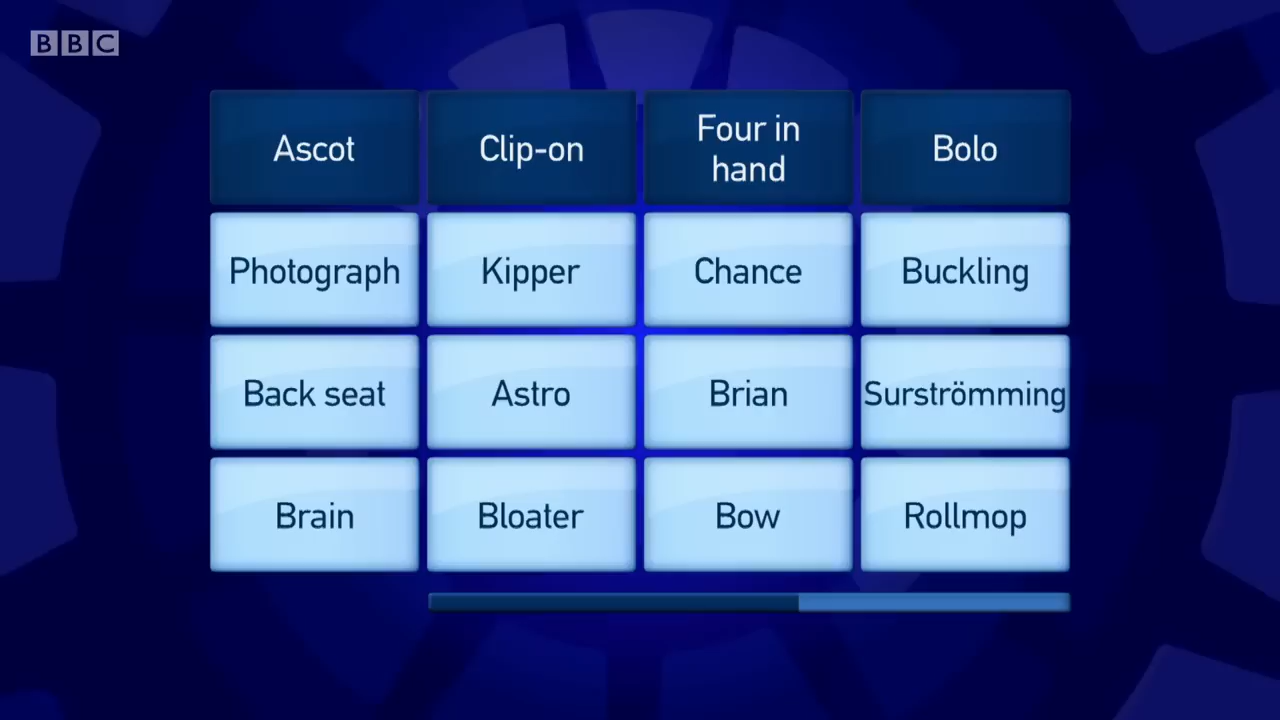 BBC
Ascot
Clip-on
Four in
hand
Bolo
Photograph
Kipper
Chance
Buckling
Back seat
Astro
Brian
Surströmming
Brain
Bloater
Bow
Rollmop